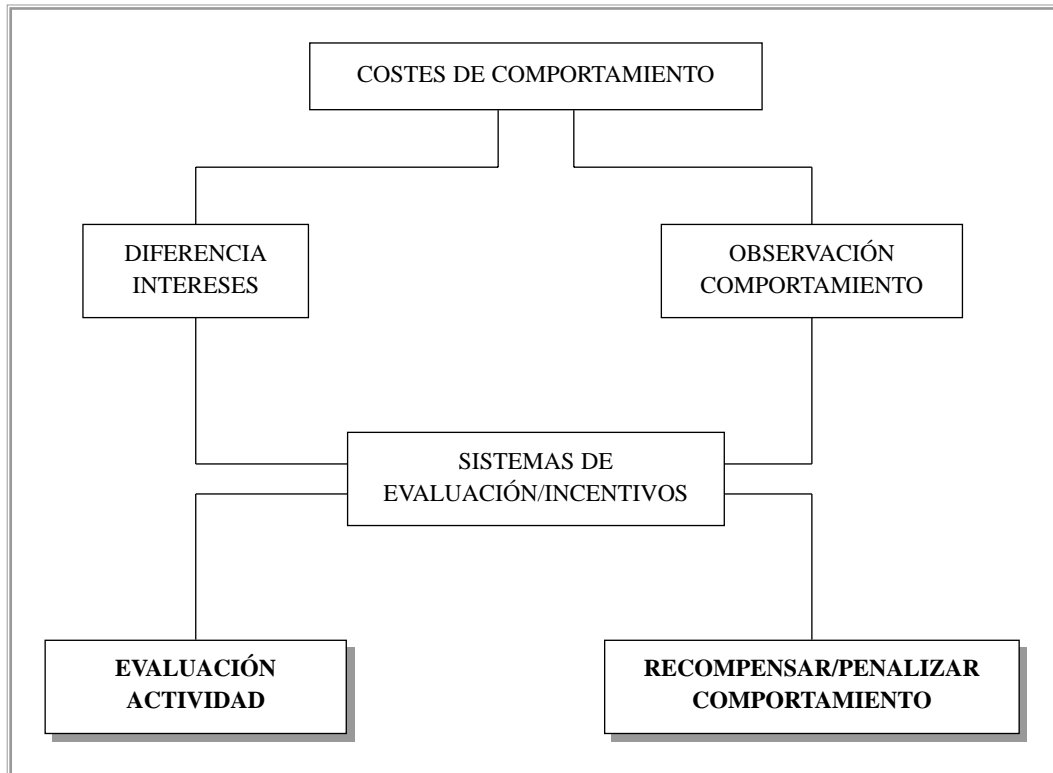 COSTES DE COMPORTAMIENTO
DIFERENCIA
INTERESES
OBSERVACIÓN
COMPORTAMIENTO
SISTEMAS DE
EVALUACIÓN/INCENTIVOS
EVALUACIÓN
ACTIVIDAD
RECOMPENSAR/PENALIZAR
COMPORTAMIENTO